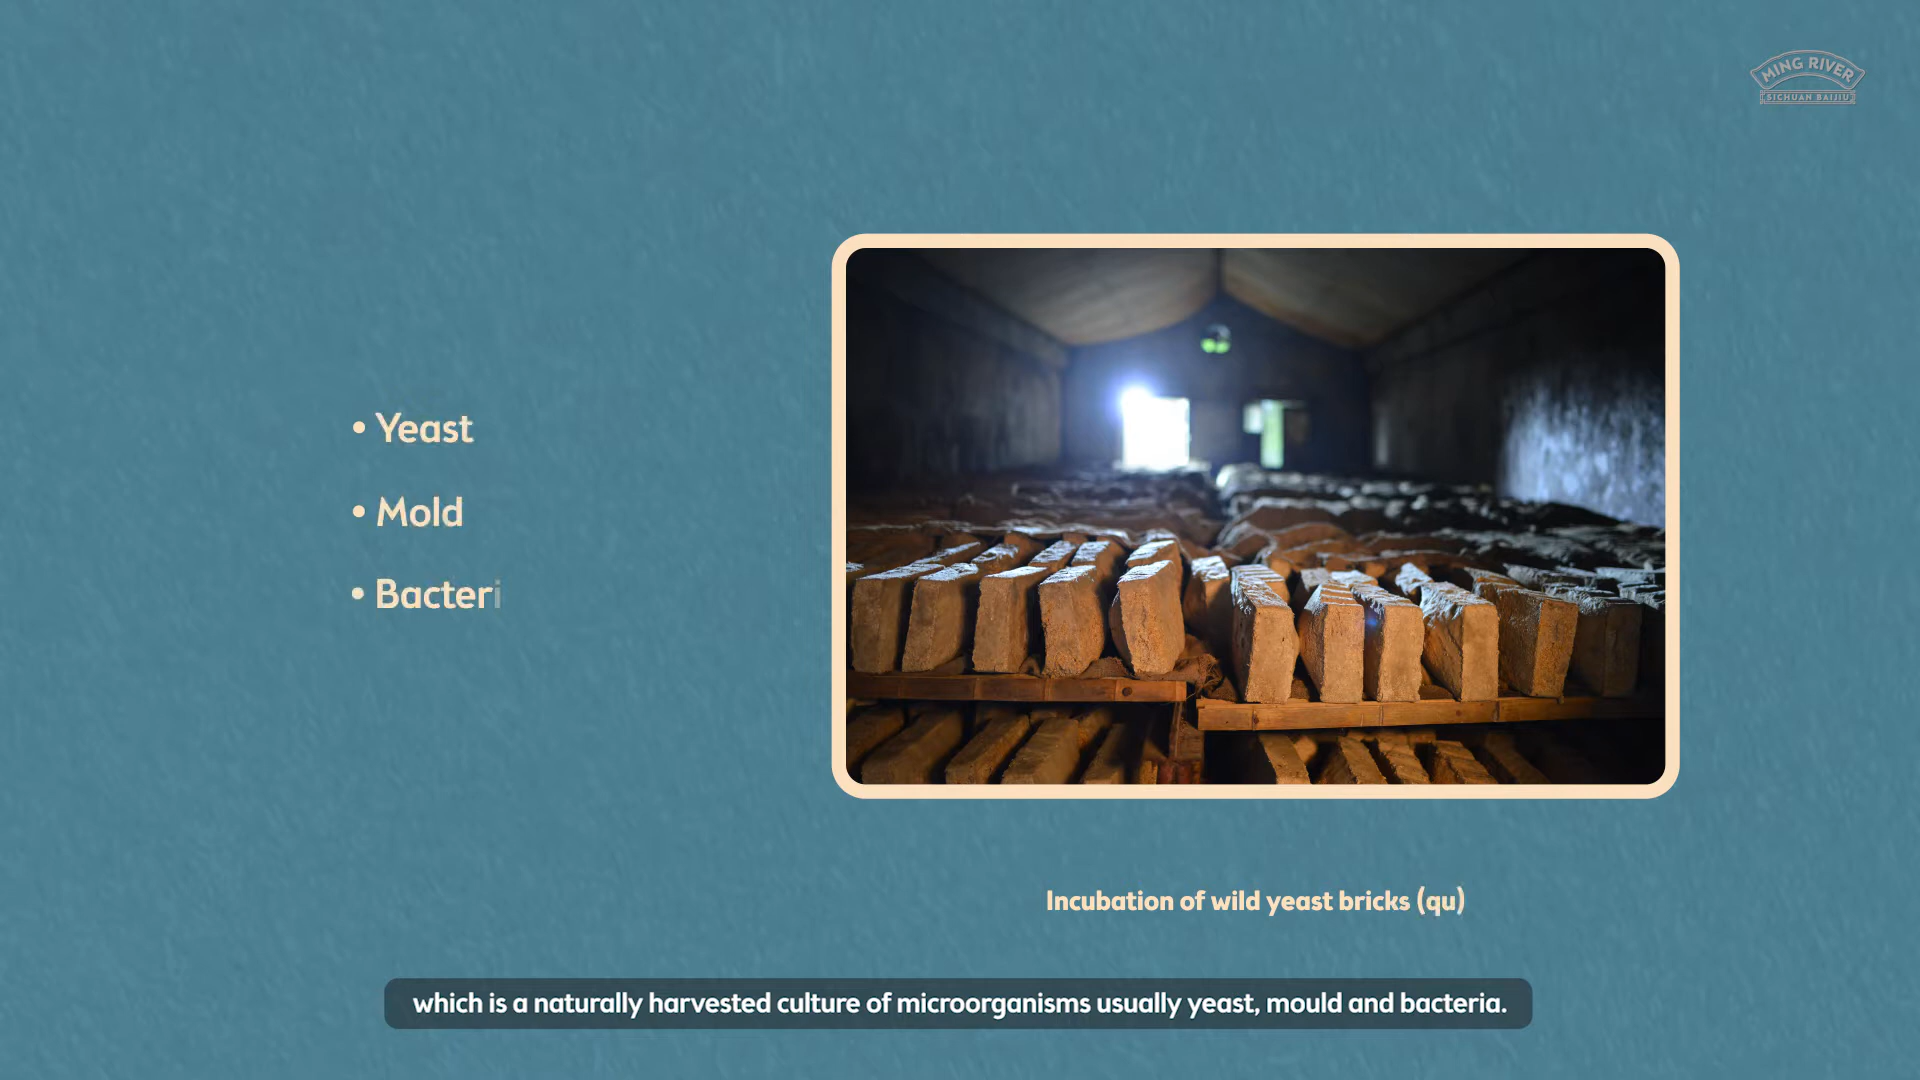 MING RIVER
SICHUAN BAIJIU
• Yeast
• Mold
• Bacteri
Incubation of wild yeast bricks (qu)
which is a naturally harvested culture of microorganisms usually yeast, mould and bacteria.